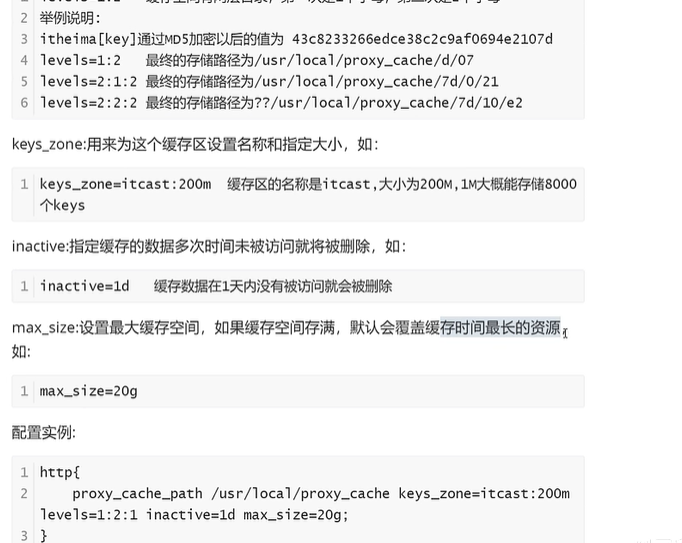 2 举例说明:
3 itheima[key]通过MD5加密以后的值为 43c8233266edce38c2c9af0694e2107d
4 levels=1:2 最终的存储路径为/usr/local/proxy_cache/d/07
5 levels=2:1:2 最终的存储路径为/usr/local/proxy_cache/7d/0/21
6 levels=2:2:2 最终的存储路径为??/usr/local/proxy_cache/7d/10/e2
keys_zone:用来为这个缓存区设置名称和指定大小，如：
1 keys_zone=itcast:200m 缓存区的名称是itcast,大小为200M,1M大概能存储8000
个keys
inactive:指定缓存的数据多次时间未被访问就将被删除，如：
1 inactive=1d 缓存数据在1天内没有被访问就会被删除
max_size:设置最大缓存空间，如果缓存空间存满，默认会覆盖缓存时间最长的资源，
如:
1 max_size=20g
配置实例:
1 http{
2 proxy_cache_path /usr/local/proxy_cache keys_zone=itcast:200m
levels=1:2:1 inactive=1d max_size=20g;
3 }